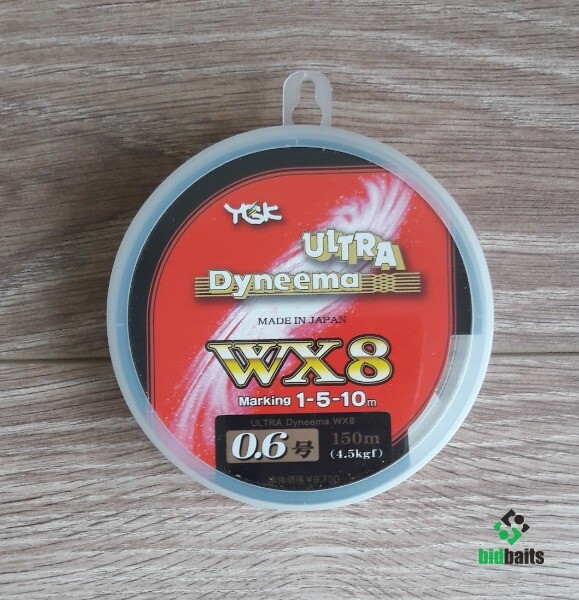 YGK
ULTRA
Dyneema
MADE IN JAPAN
WX8
Marking 1-5-10m
ULTRA Dyneema WX8
0.6号 150m
(4.5kgf)
bidbaits